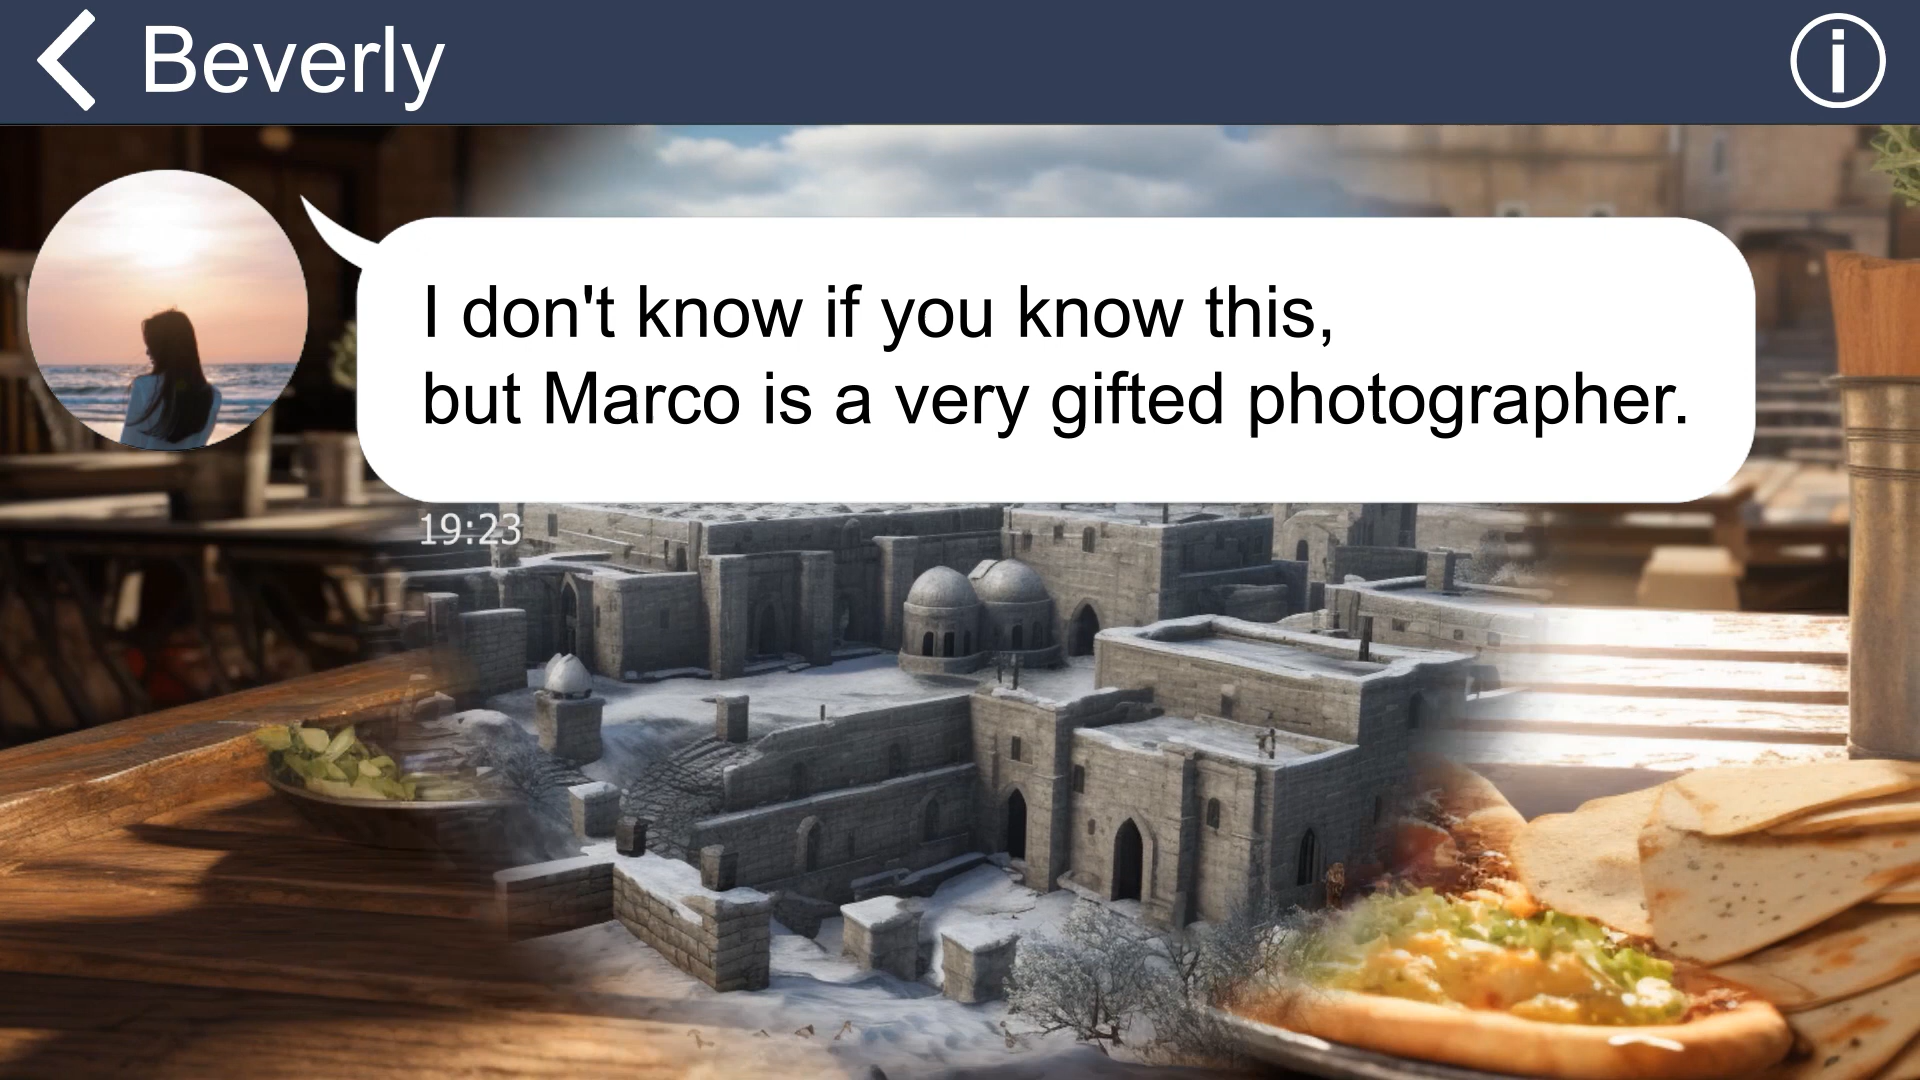 Beverly
I don't know if you know this,
but Marco is a very gifted photographer.
19:23